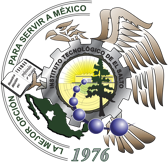 LA MEJOR OPCIÓN PARA SERVIR A MÉXICO
INSTITUTO TECNOLÓGICO DE EL SALTO
1976